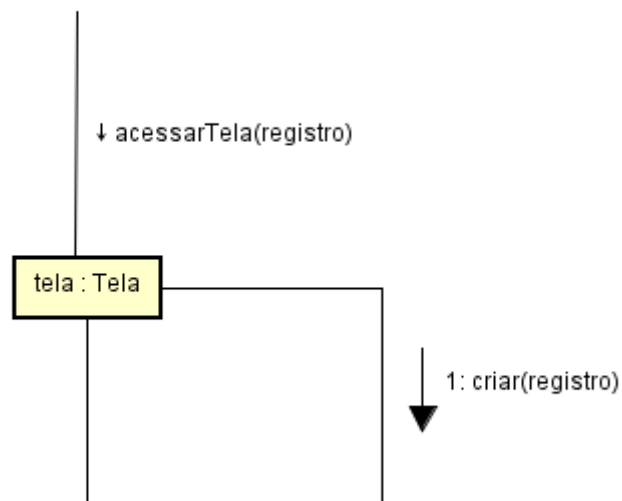 ↓ acessarTela(registro)
tela : Tela
1: criar(registro)